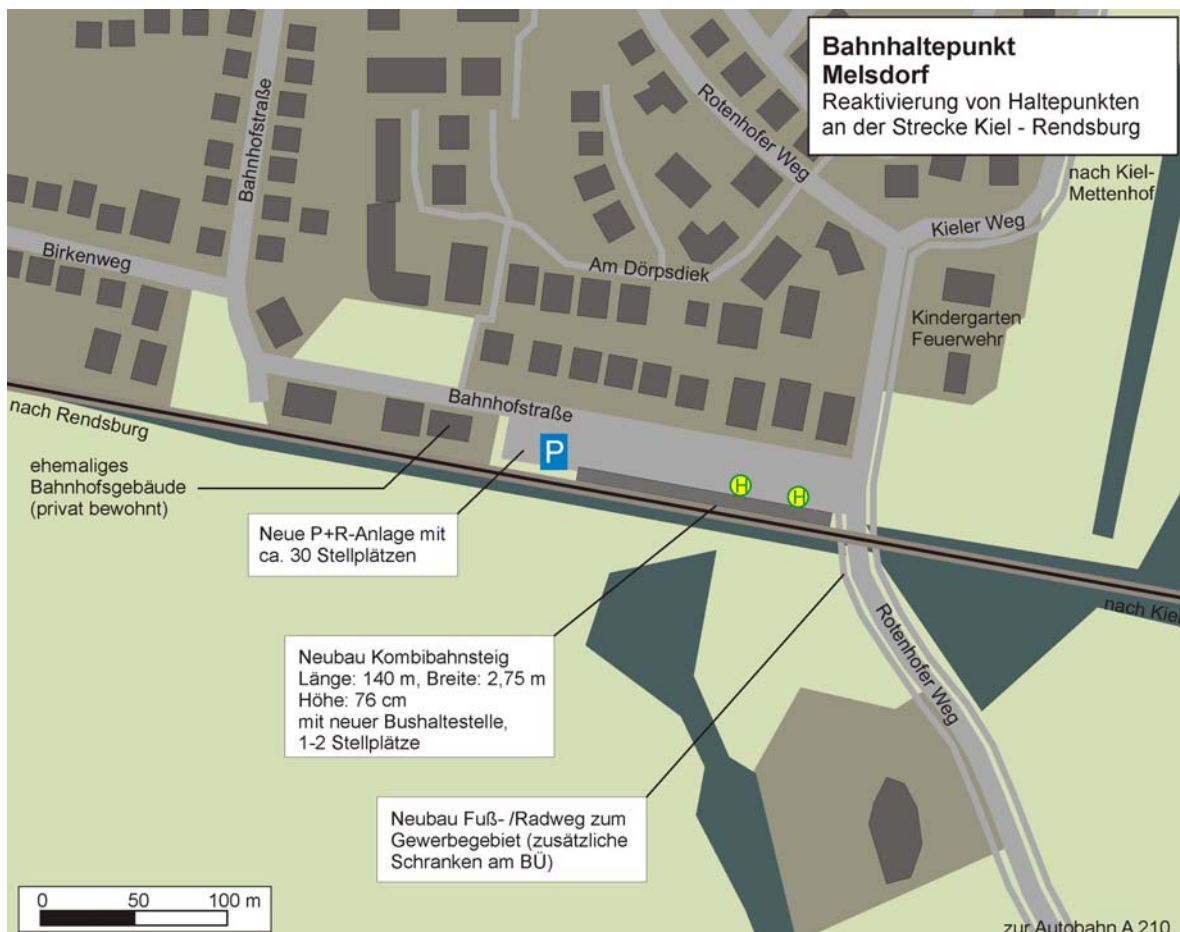 Bahnhaltepunkt
Melsdorf
Reaktivierung von Haltepunkten
an der Strecke Kiel - Rendsburg
Bahnhofstraße
Rotenhofer Weg
nach Kiel-
Mettenhof
Kieler Weg
Birkenweg
Am Dörpsdiek
Kindergarten
Feuerwehr
nach Rendsburg
Bahnhofstraße
P
H
H
ehemaliges
Bahnhofsgebäude
(privat bewohnt)
Neue P+R-Anlage mit
ca. 30 Stellplätzen
nach Kiel
Rotenhofer Weg
Neubau Kombibahnsteig
Länge: 140 m, Breite: 2,75 m
Höhe: 76 cm
mit neuer Bushaltestelle,
1-2 Stellplätze
Neubau Fuß- /Radweg zum
Gewerbegebiet (zusätzliche
Schranken am BÜ)
0 50 100 m
zur Autobahn A 210